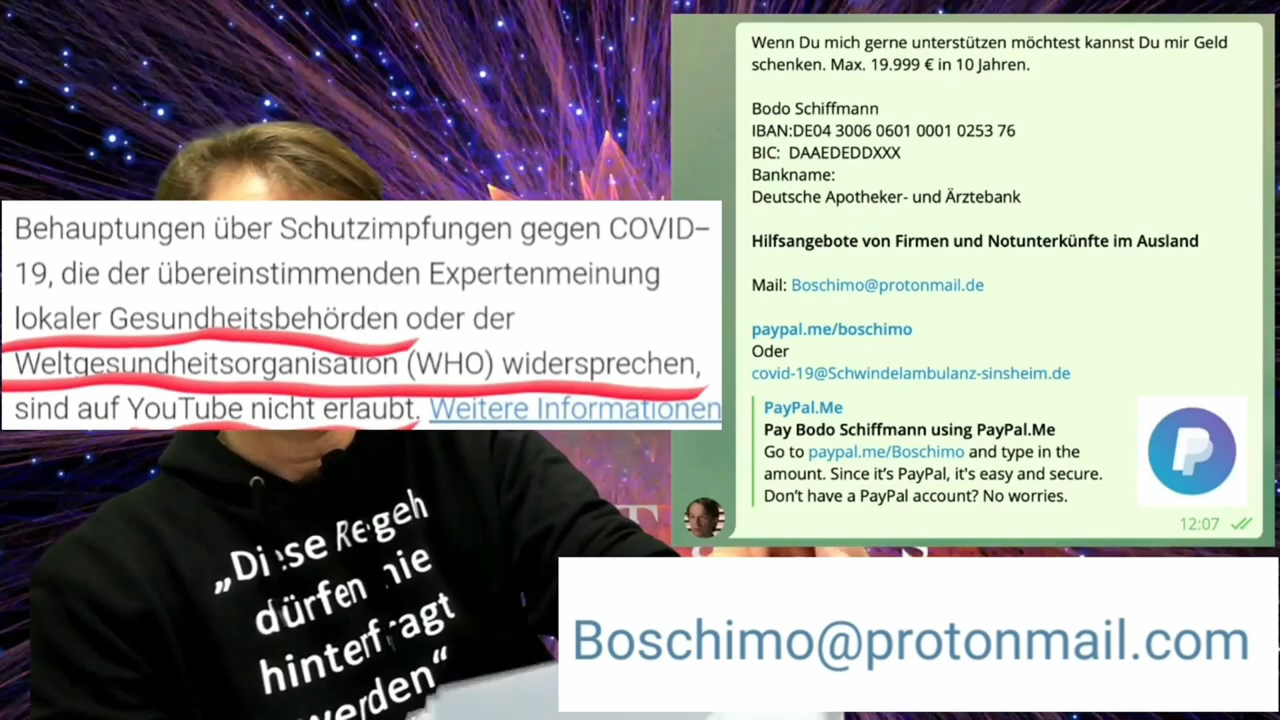 Behauptungen über Schutzimpfungen gegen COVID–
19, die der übereinstimmenden Expertenmeinung
lokaler Gesundheitsbehörden oder der
Weltgesundheitsorganisation (WHO) widersprechen,
sind auf YouTube nicht erlaubt. Weitere Informationen
„Diese Regeln
dürfen nie
hinterfragt
werden“
Wenn Du mich gerne unterstützen möchtest kannst Du mir Geld
schenken. Max. 19.999 € in 10 Jahren.
Bodo Schiffmann
IBAN:DE04 3006 0601 0001 0253 76
BIC: DAAEDEDDXXX
Bankname:
Deutsche Apotheker- und Ärztebank
Hilfsangebote von Firmen und Notunterkünfte im Ausland
Mail: Boschimo@protonmail.de
paypal.me/boschimo
Oder
covid-19@Schwindelambulanz-sinsheim.de
PayPal.Me
Pay Bodo Schiffmann using PayPal.Me
Go to paypal.me/Boschimo and type in the
amount. Since it's PayPal, it's easy and secure.
Don't have a PayPal account? No worries.
12:07
Boschimo@protonmail.com